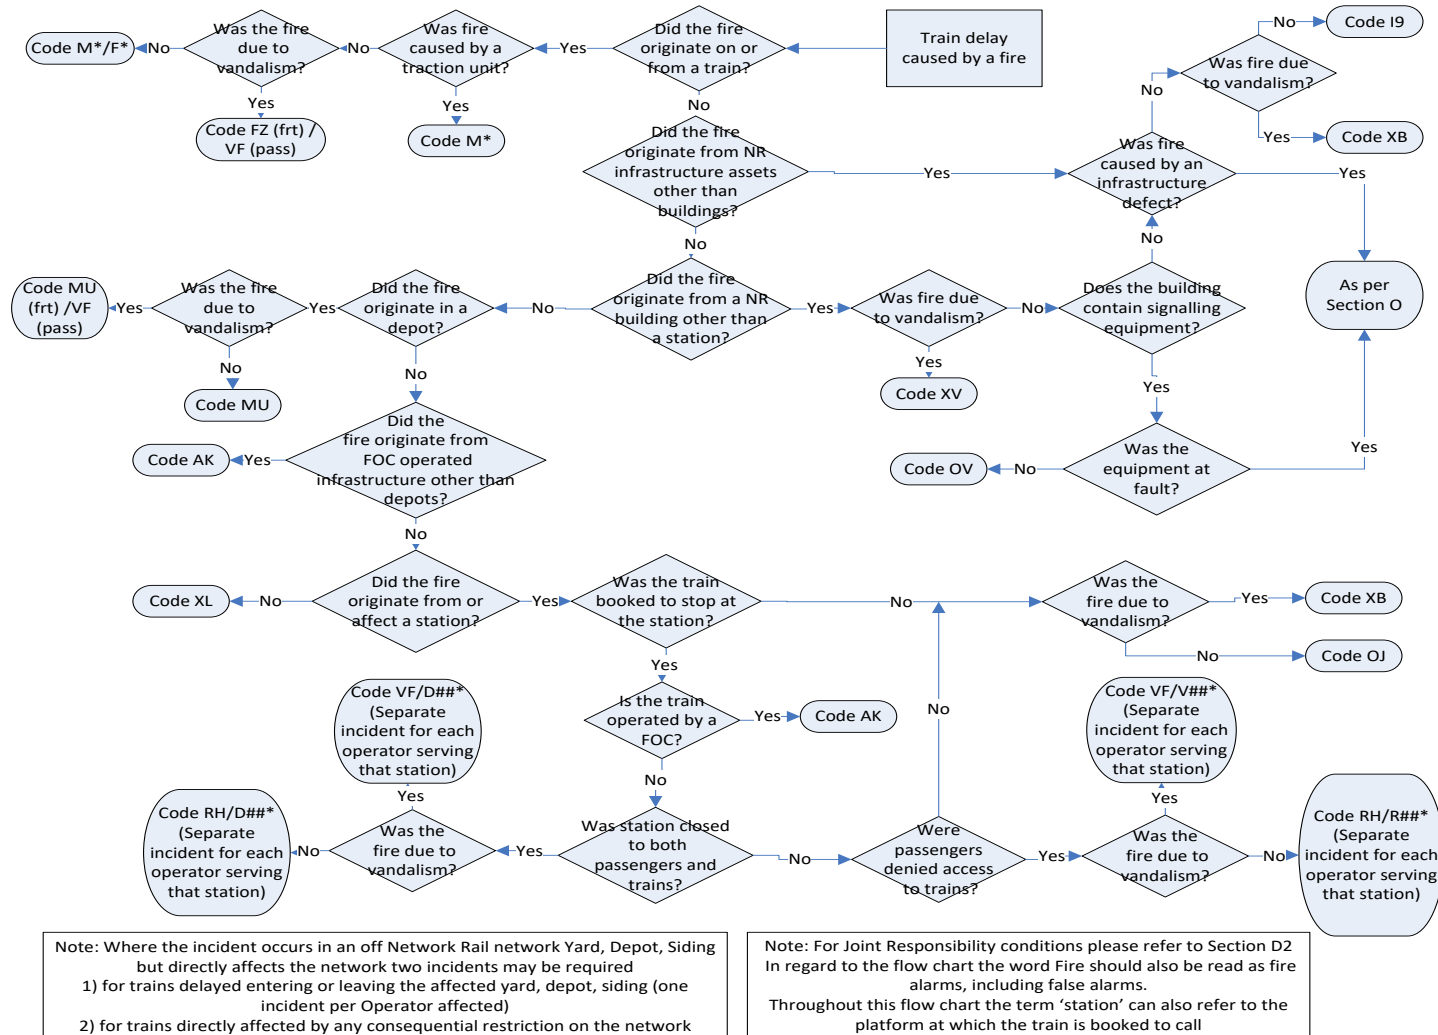 Train delay
caused by a fire
Did the fire
originate on or
from a train?
Yes
No
Was fire
caused by a
traction unit?
No
Yes
Code M*
Was the fire
due to
vandalism?
No
Code M*/F*
Yes
Code FZ (frt) /
VF (pass)
Did the fire
originate from NR
infrastructure assets
other than
buildings?
Yes
No
Was fire
caused by an
infrastructure
defect?
No
Yes
Was fire due
to vandalism?
No
Code I9
Yes
Code XB
As per
Section O
Did the fire
originate from a NR
building other than
a station?
Yes
No
Was fire due
to vandalism?
No
Yes
Code XV
Does the building
contain signalling
equipment?
No
Yes
Was the
equipment at
fault?
No
Code OV
Yes
Did the fire
originate in a
depot?
Yes
No
Was the fire
due to
vandalism?
Yes
Code MU
(frt) /VF
(pass)
No
Code MU
Did the
fire originate from
FOC operated
infrastructure other than
depots?
Yes
Code AK
No
Did the fire
originate from or
affect a station?
No
Code XL
Yes
Was the train
booked to stop at
the station?
No
Yes
Was the
fire due to
vandalism?
Yes
Code XB
No
Code OJ
Is the train
operated by a
FOC?
Yes
Code AK
No
Was station closed
to both
passengers and
trains?
Yes
No
Was the
fire due to
vandalism?
Yes
Code VF/D##*
(Separate
incident for each
operator serving
that station)
No
Code RH/D##*
(Separate
incident for each
operator serving
that station)
Were
passengers
denied access
to trains?
No
Yes
Was the
fire due to
vandalism?
Yes
Code VF/V##*
(Separate
incident for each
operator serving
that station)
No
Code RH/R##*
(Separate
incident for each
operator serving
that station)
Note: Where the incident occurs in an off Network Rail network Yard, Depot, Siding
but directly affects the network two incidents may be required
1) for trains delayed entering or leaving the affected yard, depot, siding (one
incident per Operator affected)
2) for trains directly affected by any consequential restriction on the network
Note: For Joint Responsibility conditions please refer to Section D2
In regard to the flow chart the word Fire should also be read as fire
alarms, including false alarms.
Throughout this flow chart the term ‘station’ can also refer to the
platform at which the train is booked to call